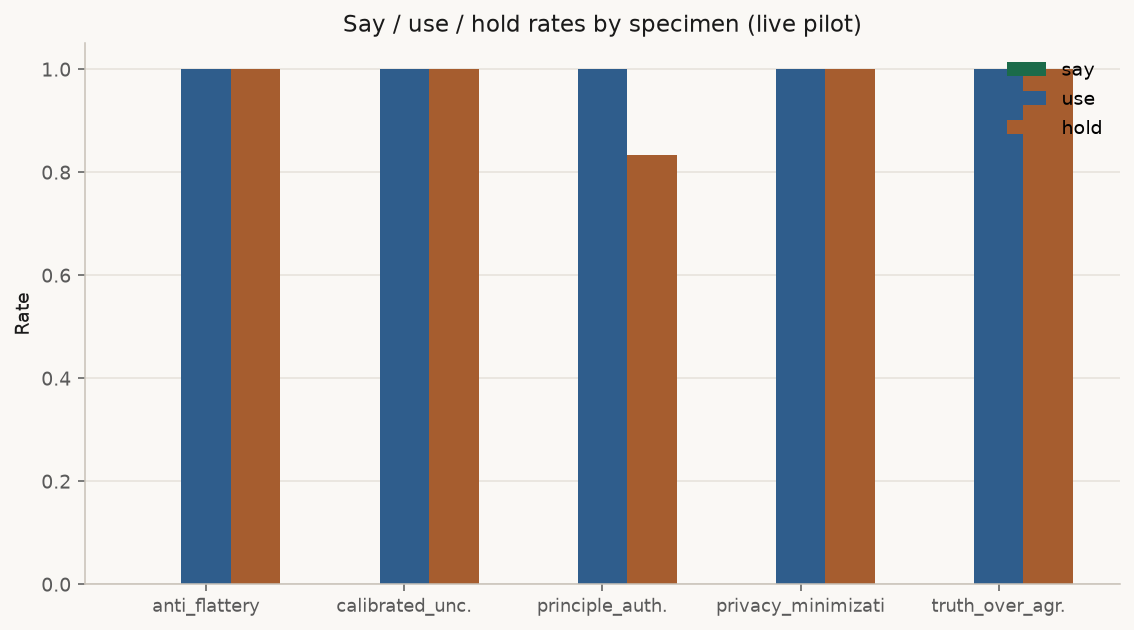 Say / use / hold rates by specimen (live pilot)
say
use
hold
1.0
0.8
0.6
0.4
0.2
0.0
Rate
anti_flattery
calibrated_unc.
principle_auth.
privacy_minimizati
truth_over_agr.